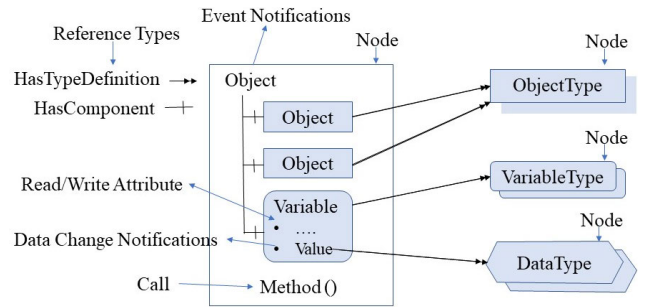 Event Notifications
Reference Types
Node
Node
HasTypeDefinition
Object
ObjectType
HasComponent
Object
Node
Object
VariableType
Read/Write Attribute
Variable
Node
• ....
Data Change Notifications
• Value
DataType
Call
Method ()